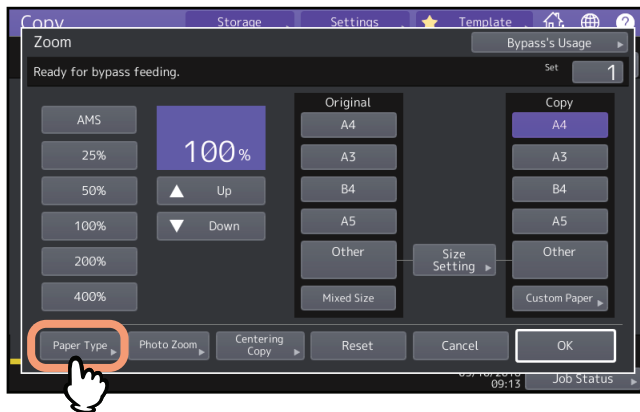 Copy Storage Settings Template ?
Zoom Bypass's Usage
Ready for bypass feeding. Set 1
Original Copy
AMS A4 A4
100%
25% A3 A3
50% Up B4 B4
100% Down A5 A5
200% Other Size Setting Other
400% Mixed Size Custom Paper
Paper Type Photo Zoom Centering Copy Reset Cancel OK
09:13 Job Status